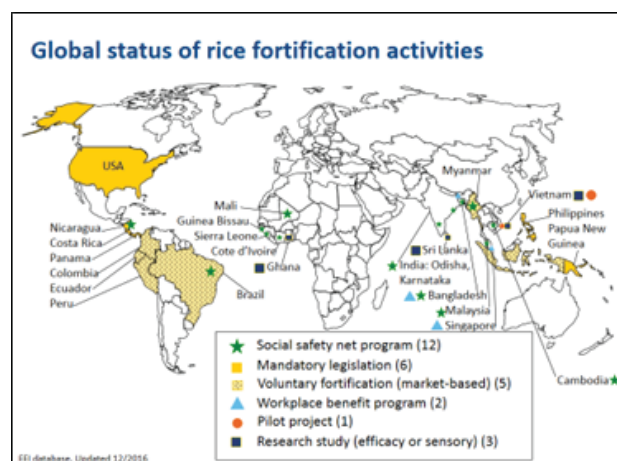 Global status of rice fortification activities
USA
Myanmar
Mali
Vietnam
Guinea Bissau
Philippines
Nicaragua
Sierra Leone
Papua New
Costa Rica
Cote d'Ivoire
Sri Lanka
Guinea
Panama
Ghana
India: Odisha,
Colombia
Karnataka
Ecuador
Brazil
Bangladesh
Peru
Malaysia
Singapore
Social safety net program (12)
Mandatory legislation (6)
Voluntary fortification (market-based) (5)
Cambodia
Workplace benefit program (2)
Pilot project (1)
Research study (efficacy or sensory) (3)
database. Updated 12/2016